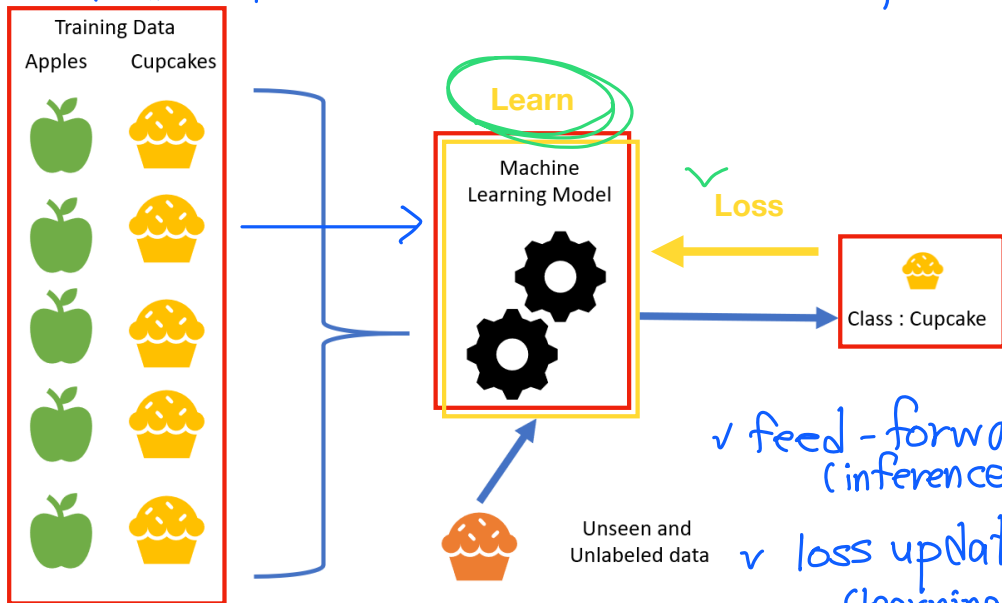 Training Data
Apples Cupcakes
Learn
Machine
Learning Model
Loss
Class : Cupcake
✓ feed-forwa
(inference
Unseen and
Unlabeled data
✓ loss updat
(learning